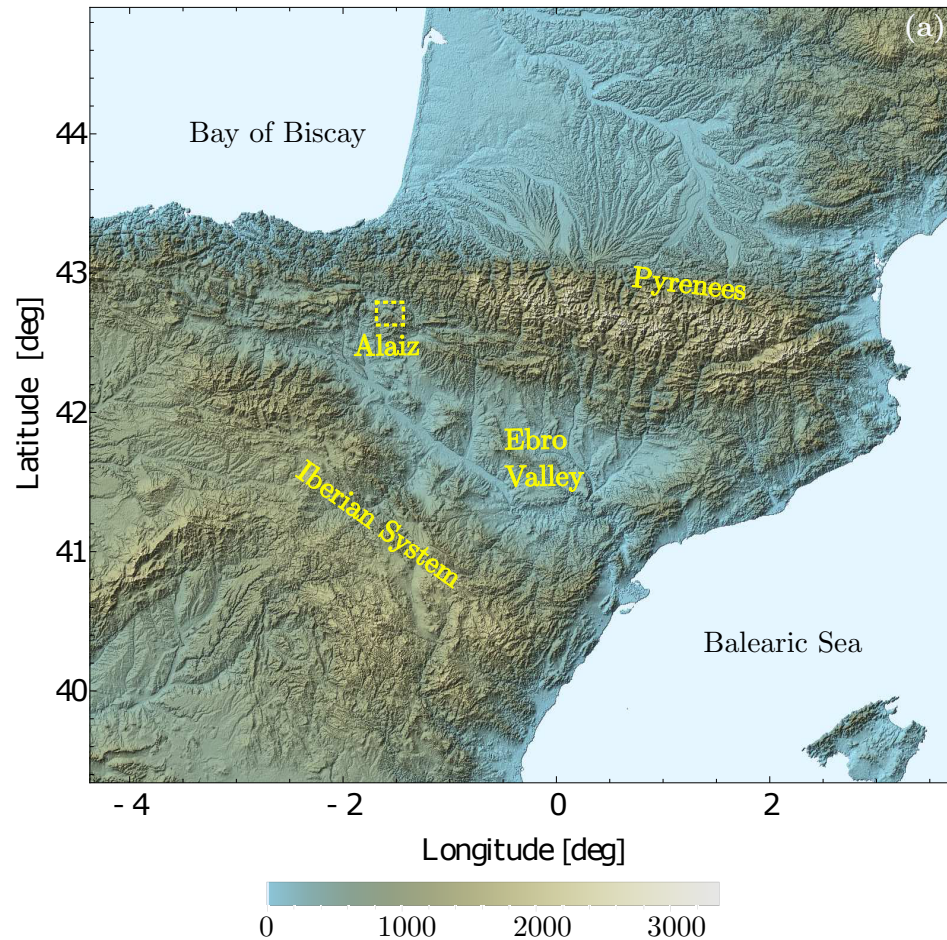 (a)
Bay of Biscay
44
43
42
41
40
Latitude [deg]
Pyrenees
Alaiz
Ebro
Valley
Iberian System
Balearic Sea
-4
-2
0
2
Longitude [deg]
0
1000
2000
3000